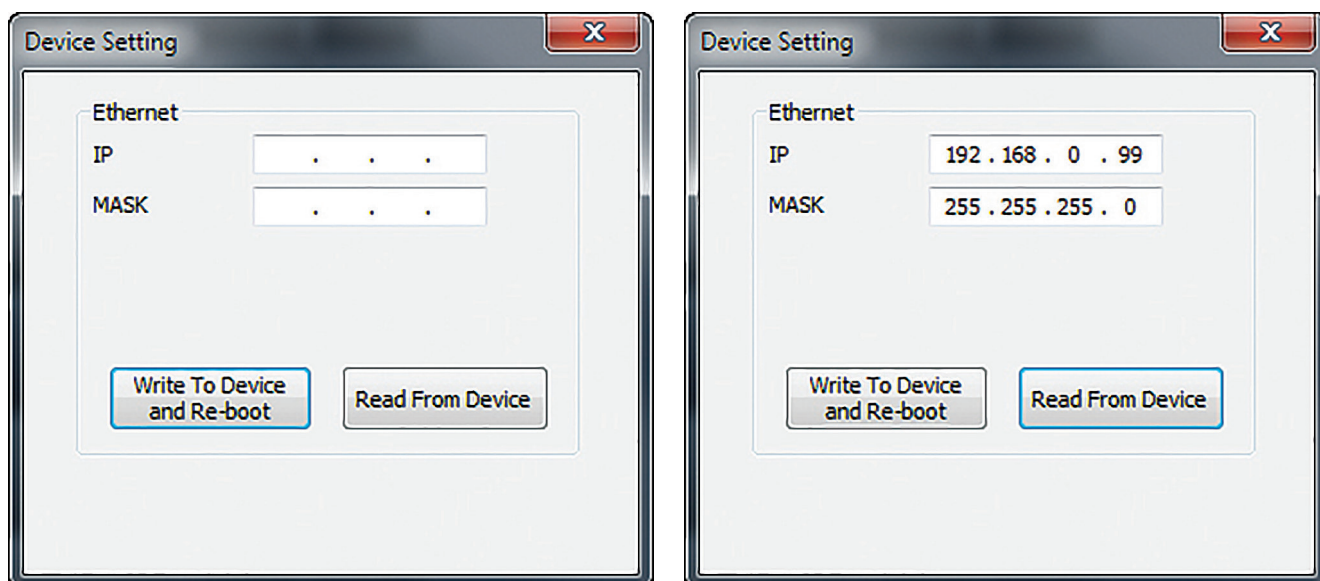 Device Setting
Ethernet
IP . . .
MASK . . .
Write To Device
and Re-boot
Read From Device
Device Setting
Ethernet
IP 192 . 168 . 0 . 99
MASK 255 . 255 . 255 . 0
Write To Device
and Re-boot
Read From Device